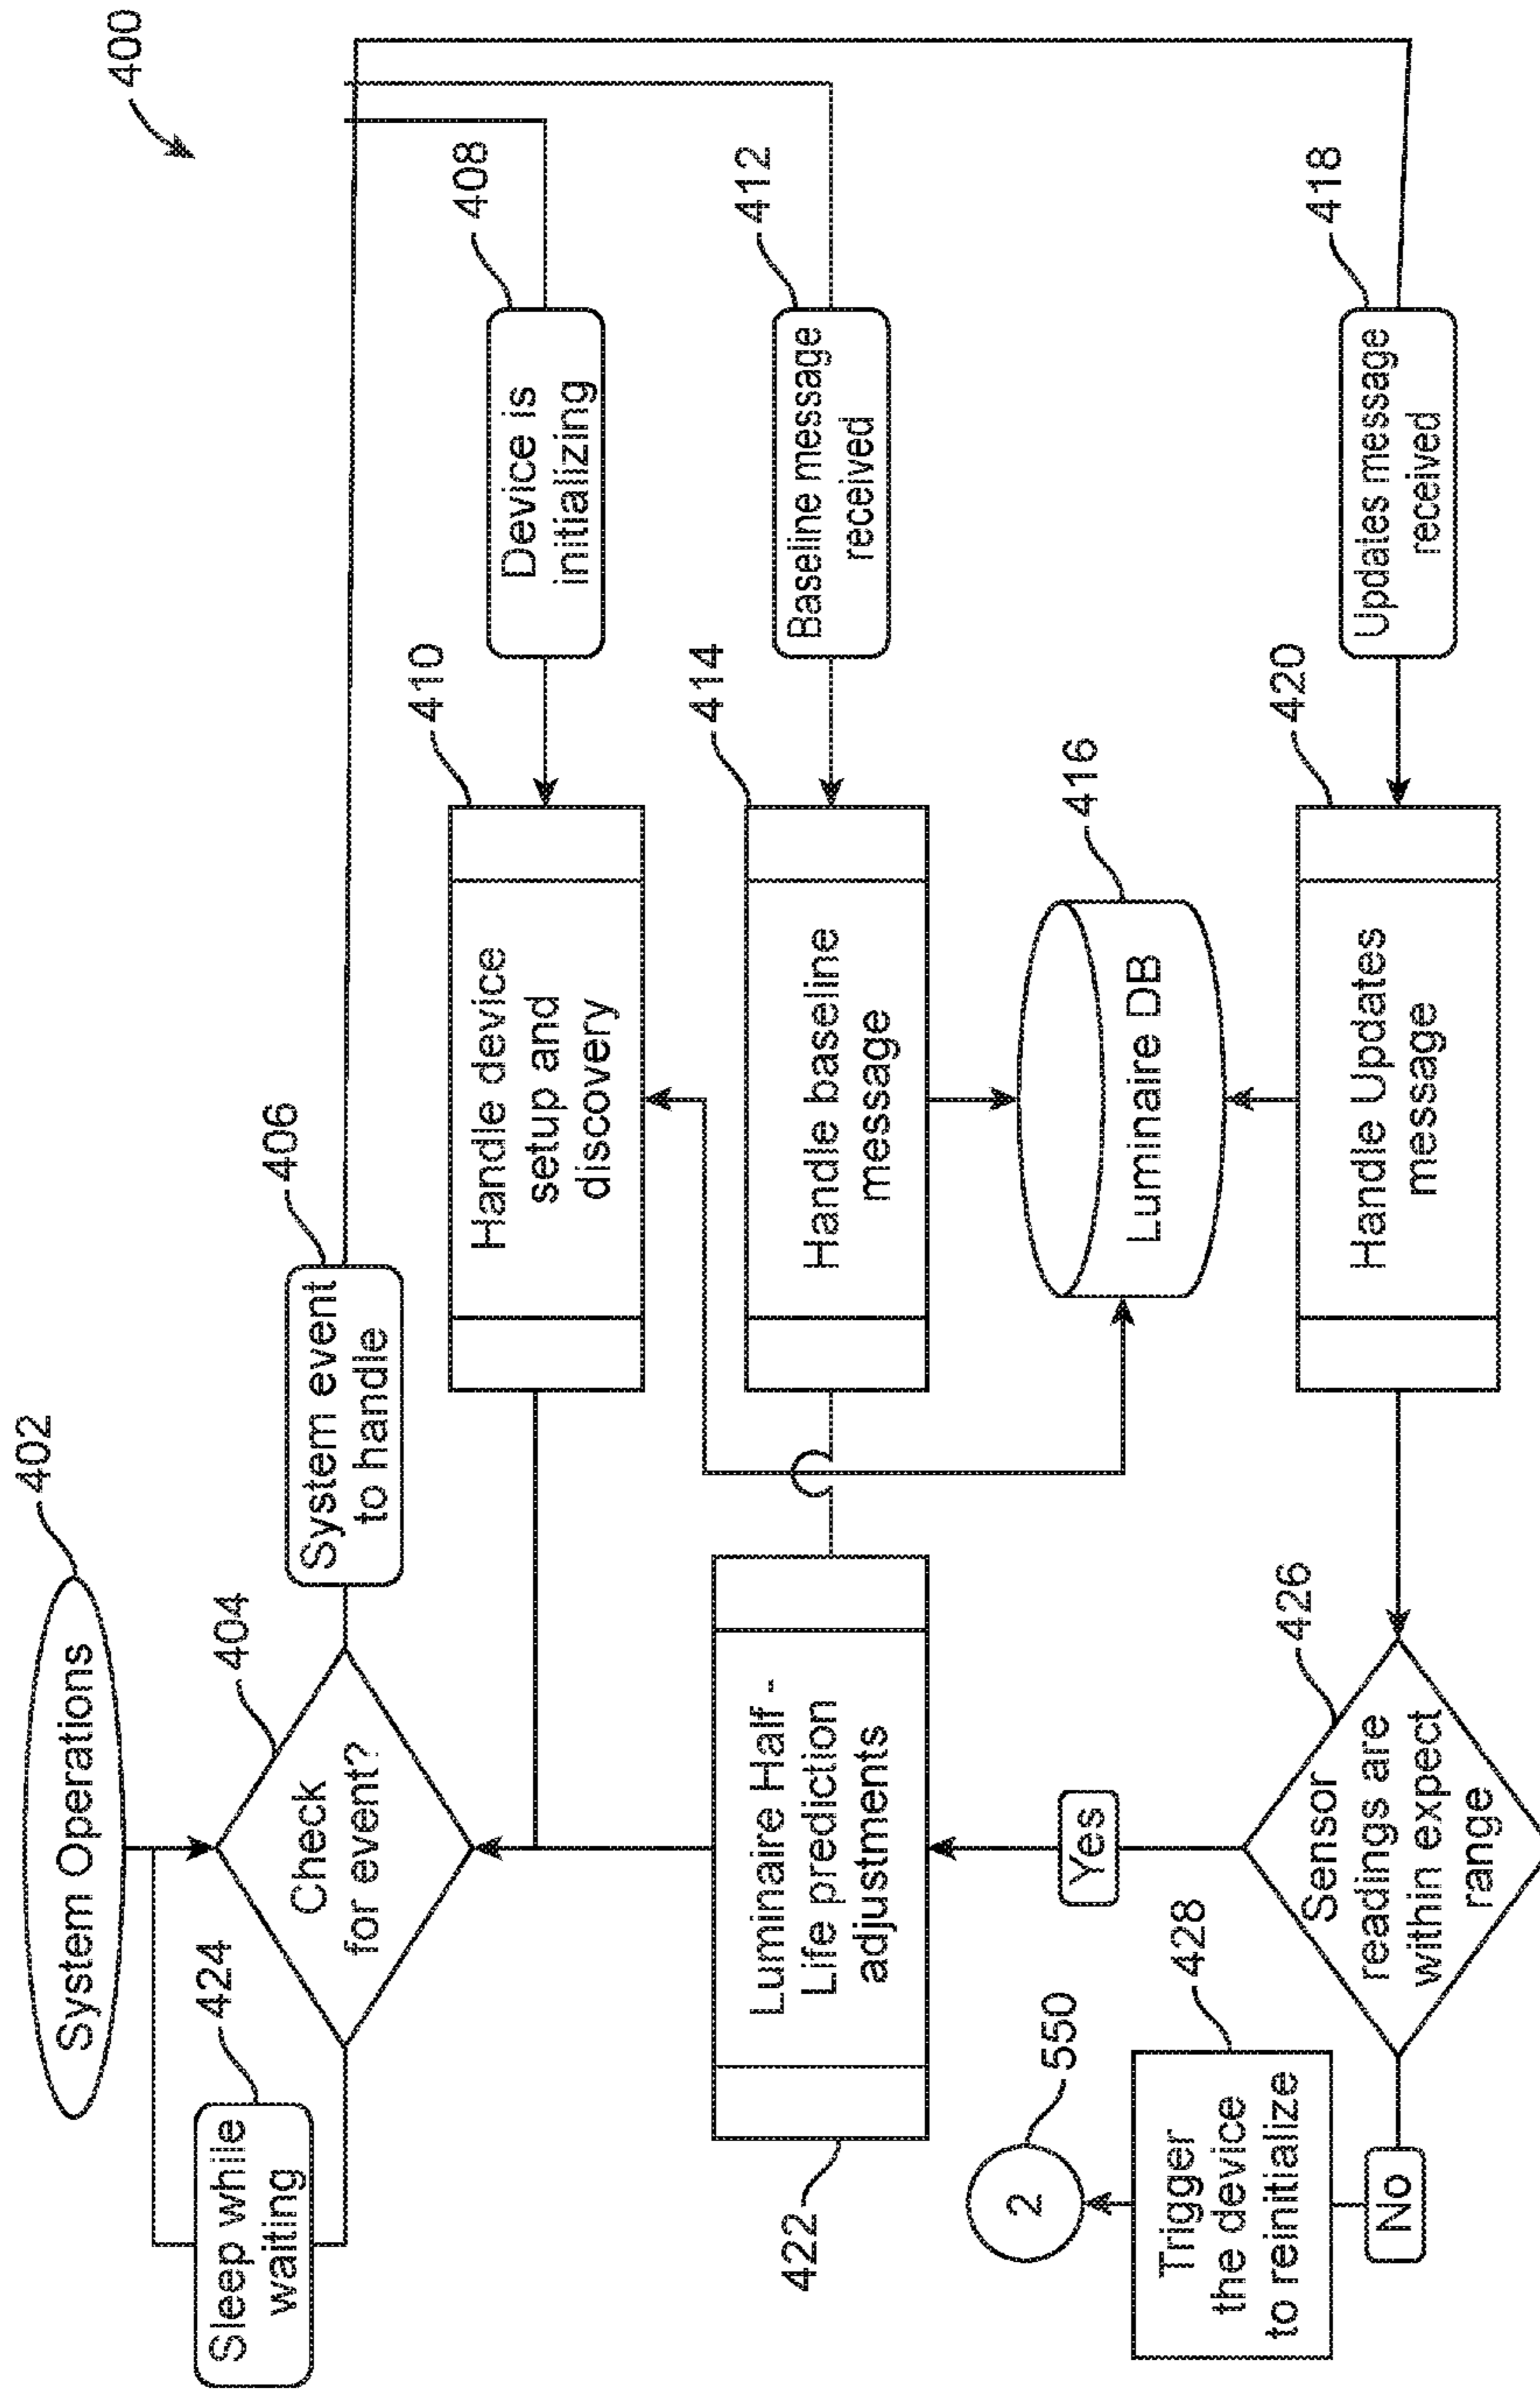 400
402
System Operations
424
Sleep while
waiting
404
Check
for event?
406
System event
to handle
408
Device is
initializing
410
Handle device
setup and
discovery
412
Baseline message
received
414
Handle baseline
message
422
Luminaire Half -
Life prediction
adjustments
416
Luminaire DB
418
Updates message
received
420
Handle Updates
message
426
Sensor
readings are
within expect
range
Yes
No
428
Trigger
the device
to reinitialize
550
2